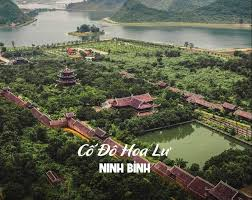 Cố Đô Hoa Lư
NINH BÌNH